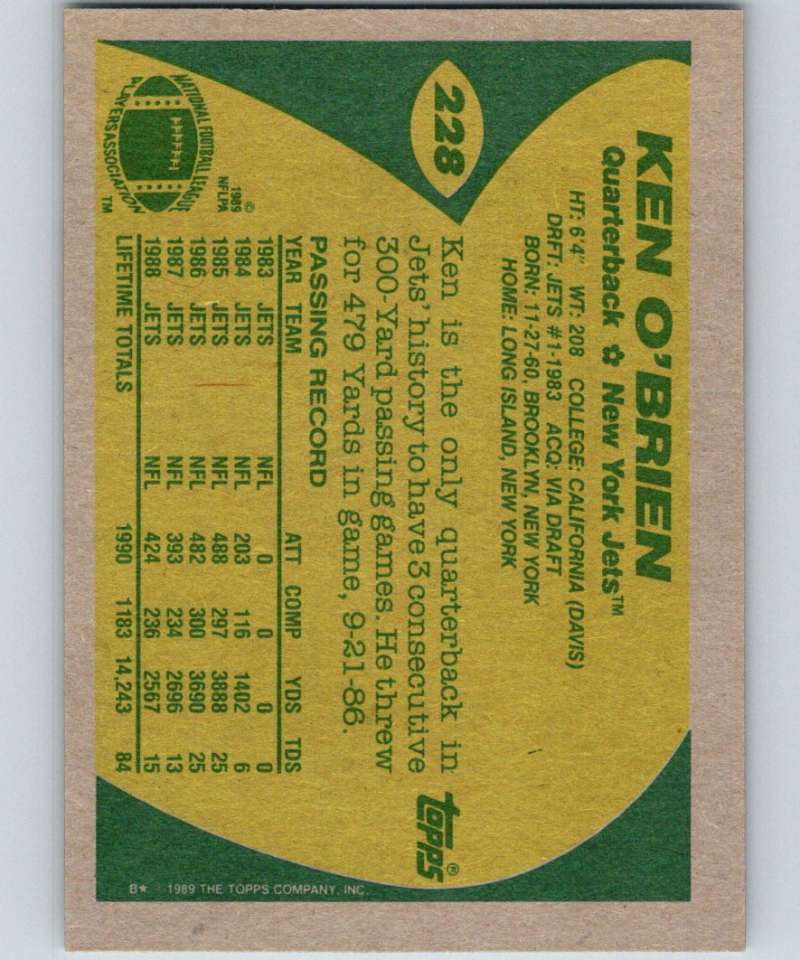 228
KEN O'BRIEN
Quarterback ✿ New York Jets™
HT: 6'4" WT: 208 COLLEGE: CALIFORNIA (DAVIS)
DRFT: JETS #1-1983 ACQ: VIA DRAFT
BORN: 11-27-60, BROOKLYN, NEW YORK
HOME: LONG ISLAND, NEW YORK
Ken is the only quarterback in
Jets' history to have 3 consecutive
300-Yard passing games. He threw
for 479 Yards in game, 9-21-86.
PASSING RECORD
YEAR TEAM ATT COMP YDS TDS
1983 JETS NFL 0 0 0 0
1984 JETS NFL 203 116 1402 6
1985 JETS NFL 488 297 3888 25
1986 JETS NFL 482 300 3690 25
1987 JETS NFL 393 234 2696 13
1988 JETS NFL 424 236 2567 15
LIFETIME TOTALS 1990 1183 14,243 84
NATIONAL FOOTBALL LEAGUE
PLAYERS ASSOCIATION
TM
©
1989
NFLPA
Topps®
B★ 1989 THE TOPPS COMPANY, INC.